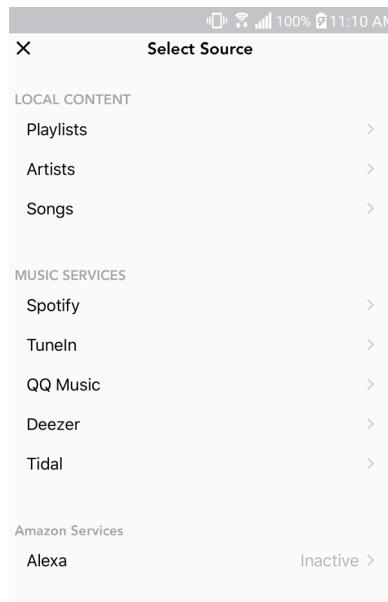 100% 11:10 AM
Select Source
LOCAL CONTENT
Playlists
Artists
Songs
MUSIC SERVICES
Spotify
TuneIn
QQ Music
Deezer
Tidal
Amazon Services
Alexa Inactive